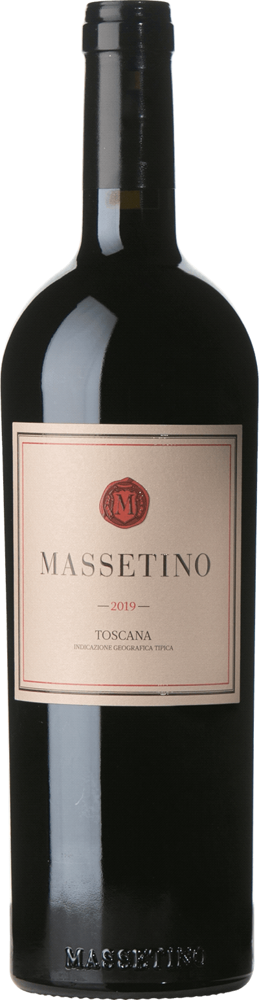 M
MASSETINO
—2019—
TOSCANA
INDICAZIONE GEOGRAFICA TIPICA
MASSETINO